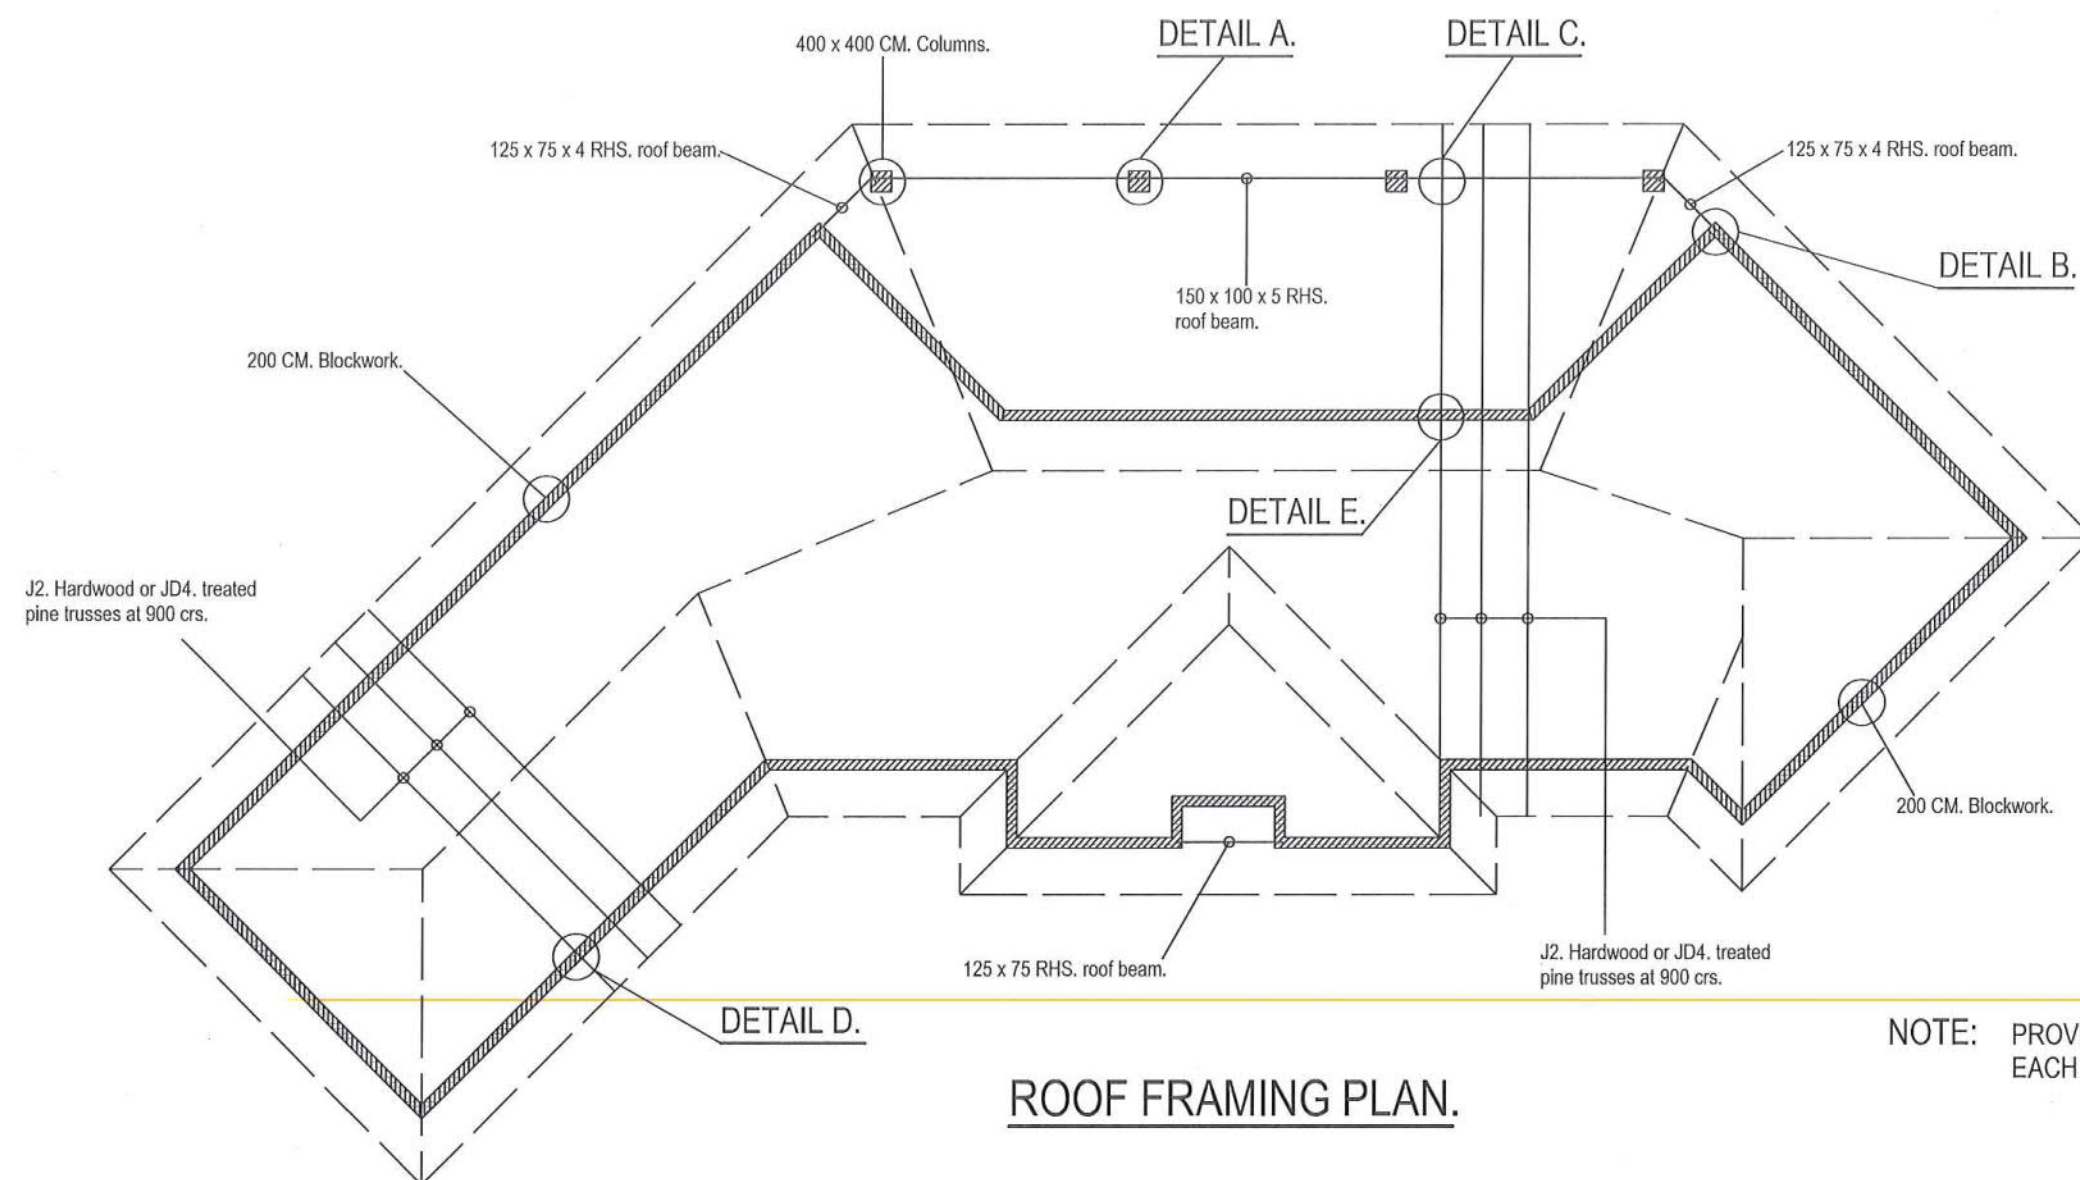 400 x 400 CM. Columns.
DETAIL A.
DETAIL C.
125 x 75 x 4 RHS. roof beam.
125 x 75 x 4 RHS. roof beam.
DETAIL B.
150 x 100 x 5 RHS.
roof beam.
200 CM. Blockwork.
DETAIL E.
J2. Hardwood or JD4. treated
pine trusses at 900 crs.
200 CM. Blockwork.
125 x 75 RHS. roof beam.
J2. Hardwood or JD4. treated
pine trusses at 900 crs.
DETAIL D.
NOTE: PROV
EACH
ROOF FRAMING PLAN.